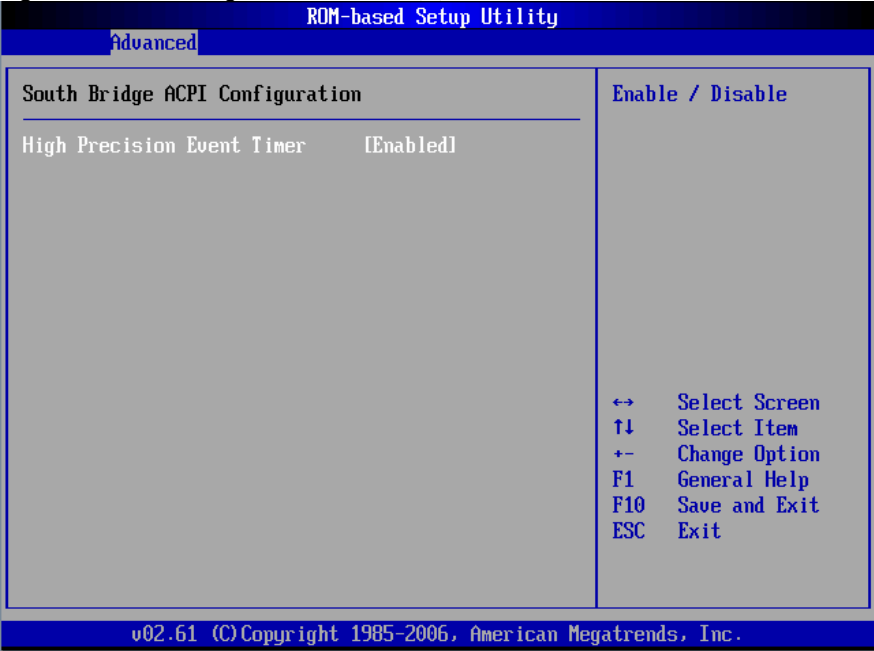 ROM-based Setup Utility
Advanced
South Bridge ACPI Configuration
High Precision Event Timer [Enabled]
Enable / Disable
←→ Select Screen
↑↓ Select Item
+- Change Option
F1 General Help
F10 Save and Exit
ESC Exit
v02.61 (C)Copyright 1985-2006, American Megatrends, Inc.